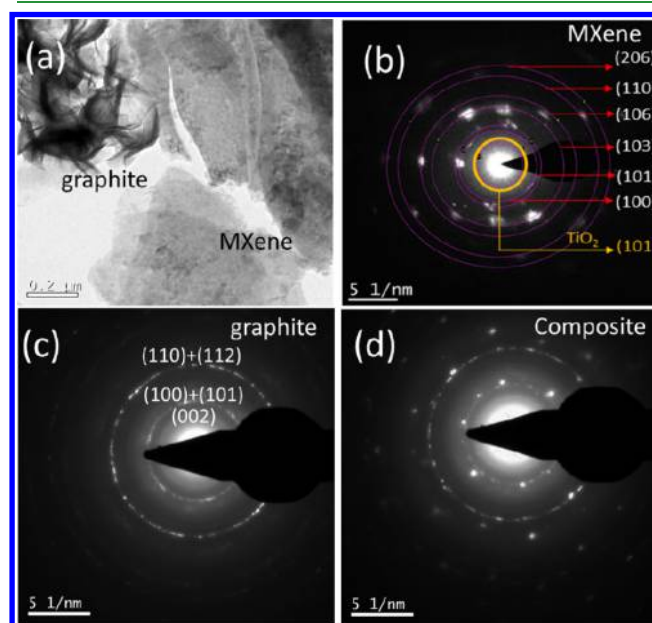 (a)
graphite
MXene
0.2 μm
(b)
MXene
(206)
(110)
(106)
(103)
(101)
(100)
TiO₂
(101
5 1/nm
(c)
graphite
(110)+(112)
(100)+(101)
(002)
5 1/nm
(d)
Composite
5 1/nm